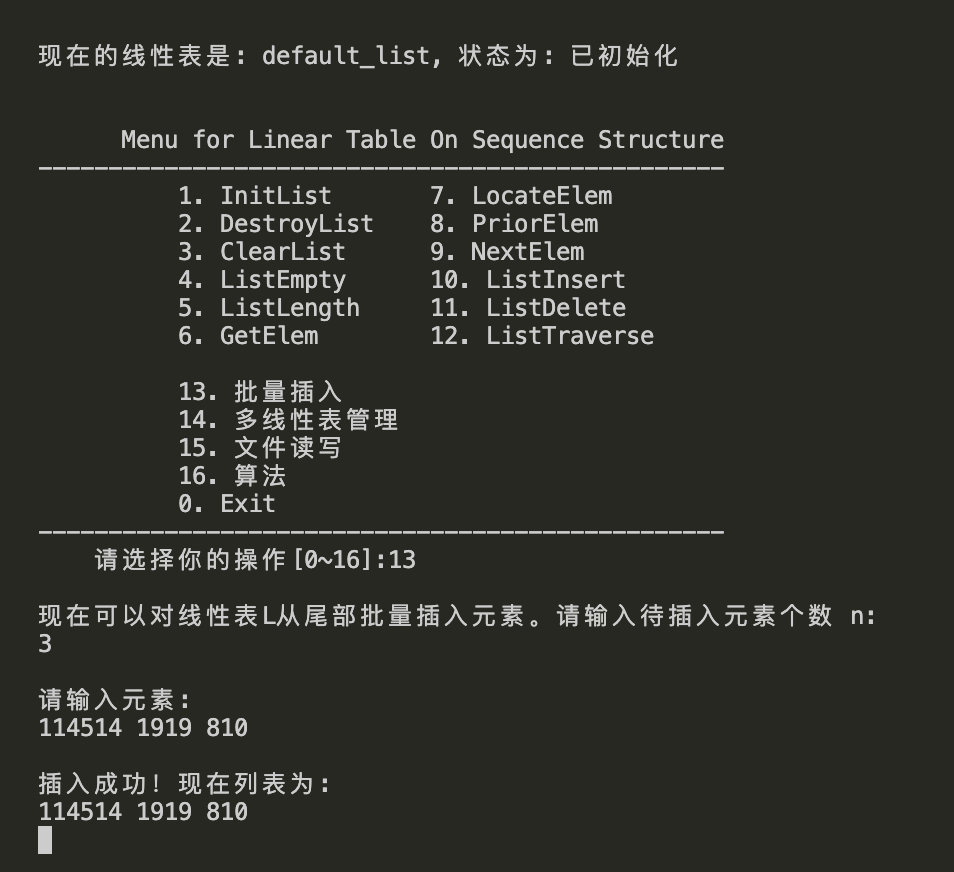 现在的线性表是: default_list, 状态为: 已初始化
Menu for Linear Table On Sequence Structure
-------------------------------------------------
1. InitList 7. LocateElem
2. DestroyList 8. PriorElem
3. ClearList 9. NextElem
4. ListEmpty 10. ListInsert
5. ListLength 11. ListDelete
6. GetElem 12. ListTraverse
13. 批量插入
14. 多线性表管理
15. 文件读写
16. 算法
0. Exit
-------------------------------------------------
请选择你的操作[0~16]:13
现在可以对线性表L从尾部批量插入元素。请输入待插入元素个数 n:
3
请输入元素:
114514 1919 810
插入成功! 现在列表为:
114514 1919 810